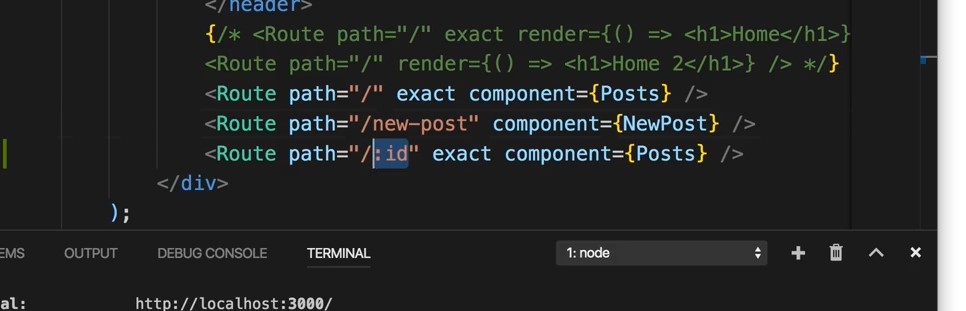 </header>
{/* <Route path="/" exact render={() => <h1>Home</h1>}
<Route path="/" render={() => <h1>Home 2</h1>} /> */}
<Route path="/" exact component={Posts} />
<Route path="/new-post" component={NewPost} />
<Route path="/:id" exact component={Posts} />
</div>
);
EMS OUTPUT DEBUG CONSOLE TERMINAL 1: node
al: http://localhost:3000/